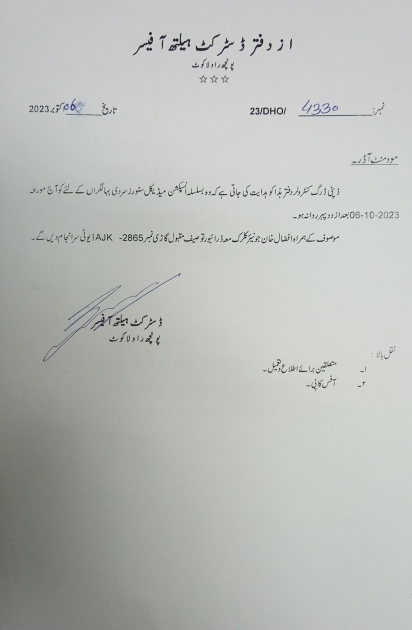 از دفتر ڈسٹرکٹ ہیلتھ آفیسر
پونچھ راولاکوٹ
☆☆☆
نمبر: 4330 /23/DHO تاریخ 06 اکتوبر 2023
موومنٹ آڈر۔
ڈپٹی ڈرگ کنٹرولر دفتر ہذا کو ہدایت کی جاتی ہے کہ وہ بسلسلہ انسپکشن میڈیکل سٹورز سردی بہالگراں کے لئے کو آج مورخہ
06-10-2023 بعد از دوپہر روانہ ہو۔
موصوف کے ہمراہ افضال خان جونیئر کلرک معہ ڈرائیور توصیف مقبول گاڑی نمبر 2865- AJK ڈیوٹی سرانجام دیں گے۔
ڈسٹرکٹ ہیلتھ آفیسر
پونچھ راولاکوٹ
نقل بالا :
۱۔ متعلقین برائے اطلاع و تعمیل۔
۲۔ آفس کاپی۔